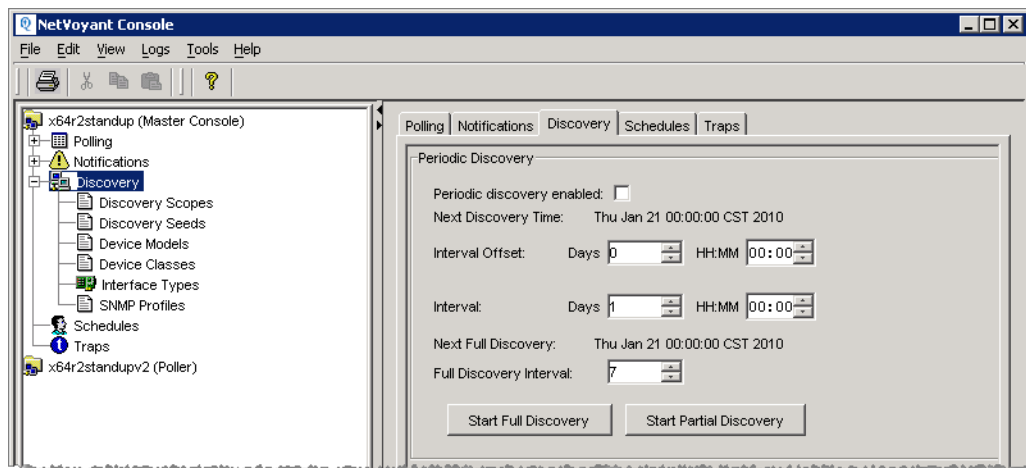 NetVoyant Console
File Edit View Logs Tools Help
x64r2standup (Master Console)
Polling
Notifications
Discovery
Discovery Scopes
Discovery Seeds
Device Models
Device Classes
Interface Types
SNMP Profiles
Schedules
Traps
x64r2standupv2 (Poller)
Polling Notifications Discovery Schedules Traps
Periodic Discovery
Periodic discovery enabled:
Next Discovery Time: Thu Jan 21 00:00:00 CST 2010
Interval Offset: Days 0 HH:MM 00:00
Interval: Days 1 HH:MM 00:00
Next Full Discovery: Thu Jan 21 00:00:00 CST 2010
Full Discovery Interval: 7
Start Full Discovery Start Partial Discovery